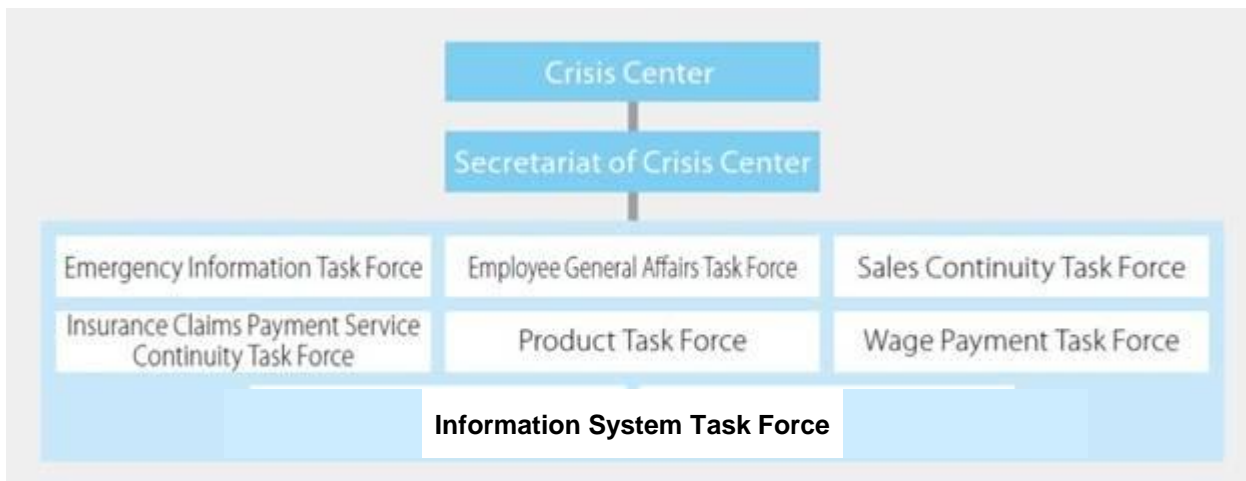 Crisis Center
Secretariat of Crisis Center
Emergency Information Task Force
Employee General Affairs Task Force
Sales Continuity Task Force
Insurance Claims Payment Service
Continuity Task Force
Product Task Force
Wage Payment Task Force
Information System Task Force